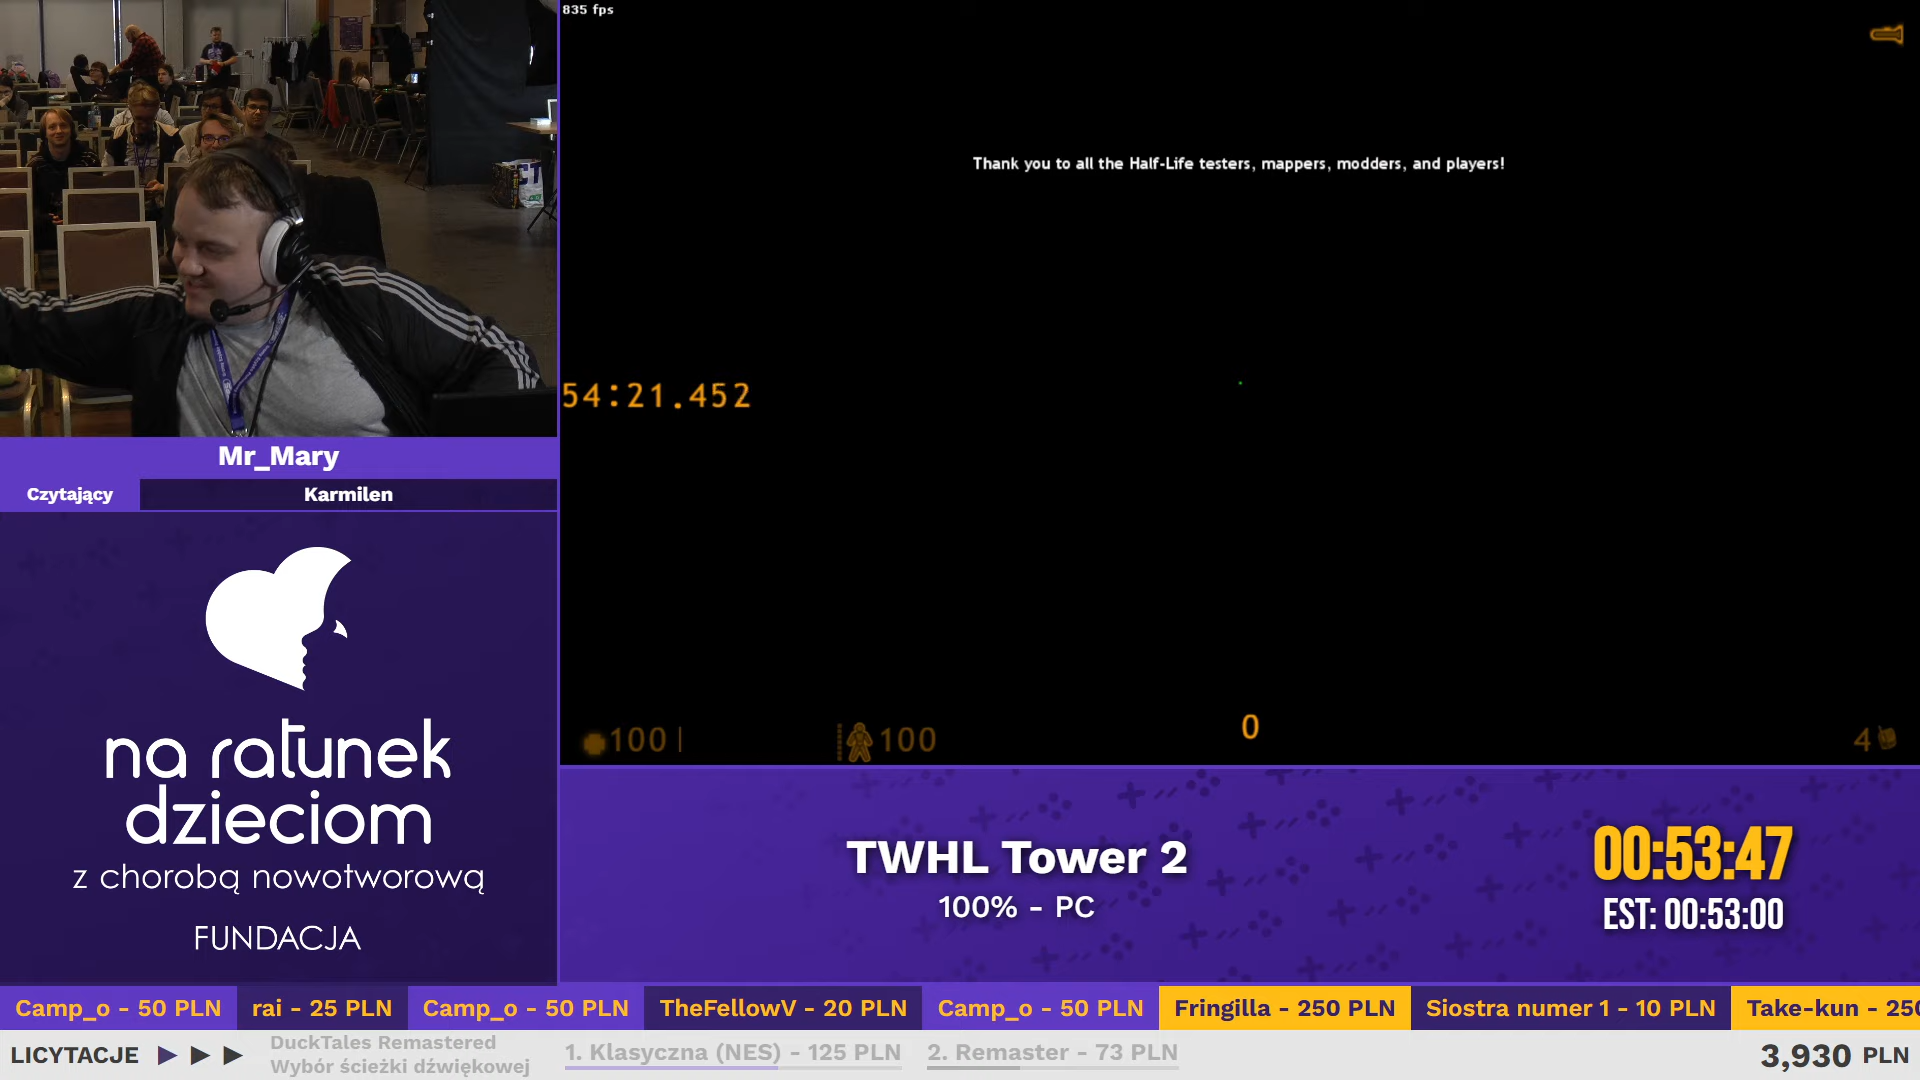 835 fps
Thank you to all the Half-Life testers, mappers, modders, and players!
54:21.452
100
100
0
4
Mr_Mary
Czytający
Karmilen
na ratunek
dzieciom
z chorobą nowotworową
FUNDACJA
TWHL Tower 2
100% - PC
00:53:47
EST: 00:53:00
Camp_o - 50 PLN
rai - 25 PLN
Camp_o - 50 PLN
TheFellowV - 20 PLN
Camp_o - 50 PLN
Fringilla - 250 PLN
Siostra numer 1 - 10 PLN
Take-kun - 250
LICYTACJE
DuckTales Remastered
Wybór ścieżki dźwiękowej
1. Klasyczna (NES) - 125 PLN
2. Remaster - 73 PLN
3,930 PLN